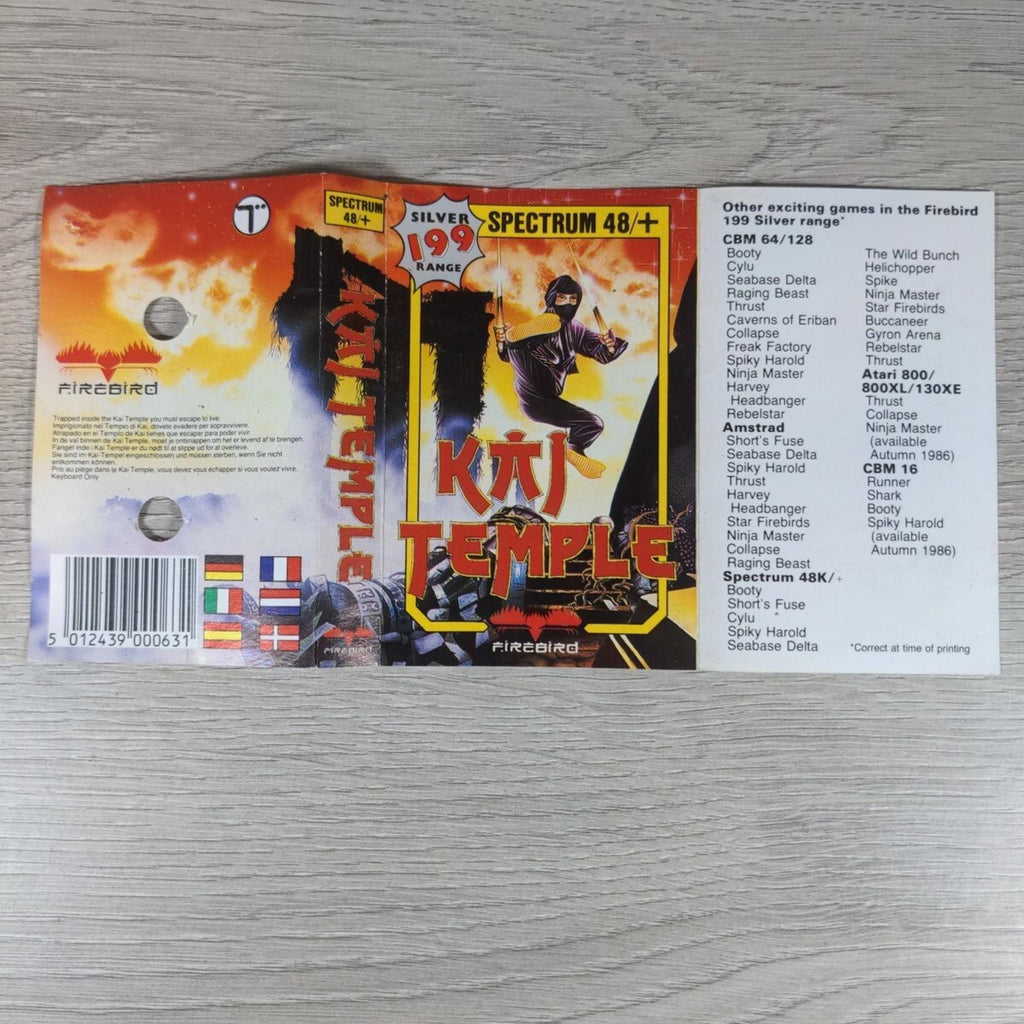 Trapped inside the Kai Temple you must escape to live.
Imprigionato nel Tempio di Kai, dovete evadere per sopravvivere.
Atrapado en el Templo de Kai tienes que escapar para poder vivir.
In de val binnen de Kai Temple, moet je ontsnappen om het er levend af te brengen.
Fanget inde i Kai Temple er du nødt til at slippe ud for at overleve.
Sie sind im Kai-Tempel eingeschlossen und müssen sterben, wenn Sie nicht
entkommen können.
Pris au piège dans le Kai Temple, vous devez vous échapper si vous voulez vivre.
Keyboard Only
FIREBIRD
5 012439 000631
SPECTRUM
48/+
KAI TEMPLE
FIREBIRD
SILVER
199
RANGE
SPECTRUM 48/+
KAI
TEMPLE
FIREBIRD
Other exciting games in the Firebird
199 Silver range*
CBM 64/128
Booty
Cylu
Seabase Delta
Raging Beast
Thrust
Caverns of Eriban
Collapse
Freak Factory
Spiky Harold
Ninja Master
Harvey
Headbanger
Rebelstar
Amstrad
Short's Fuse
Seabase Delta
Spiky Harold
Thrust
Harvey
Headbanger
Star Firebirds
Ninja Master
Collapse
Raging Beast
Spectrum 48K/+
Booty
Short's Fuse
Cylu
Spiky Harold
Seabase Delta
The Wild Bunch
Helichopper
Spike
Ninja Master
Star Firebirds
Buccaneer
Gyron Arena
Rebelstar
Thrust
Atari 800/
800XL/130XE
Thrust
Collapse
Ninja Master
(available
Autumn 1986)
CBM 16
Runner
Shark
Booty
Spiky Harold
(available
Autumn 1986)
*Correct at time of printing